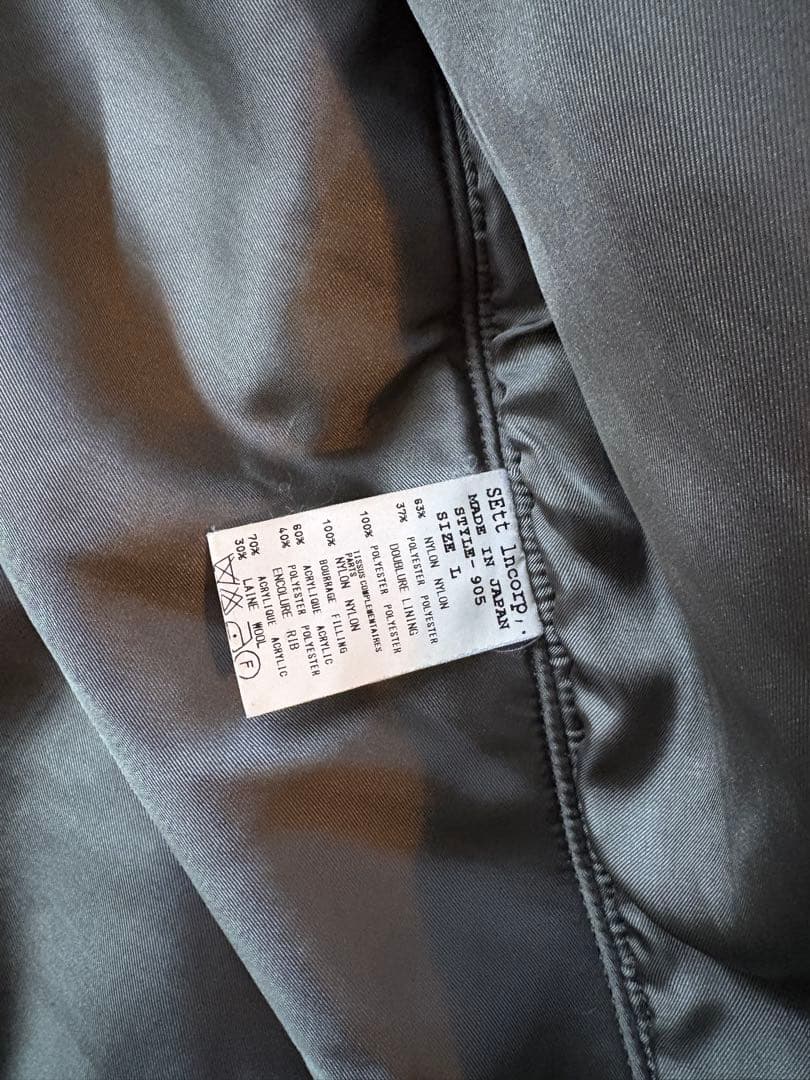 SEtt lncorp,.
MADE IN JAPAN
STYLE-905
SIZE L
63% NYLON NYLON
37% POLYESTER POLYESTER
DOUBLURE LINING
100% POLYESTER POLYESTER
TISSUS COMPLEMENTAIRES
PARTS
100% NYLON NYLON
BOURRAGE FILLING
60% ACRYLIQUE ACRYLIC
40% POLYESTER POLYESTER
ENCOLURE RIB
70% ACRYLIQUE ACRYLIC
30% LAINE WOOL
F